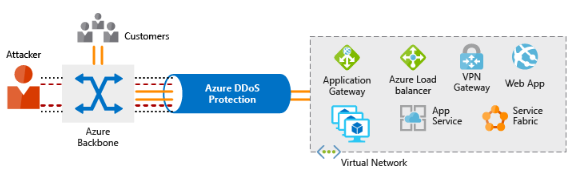 Customers
Attacker
Azure
Backbone
Azure DDoS
Protection
Application
Gateway
Azure Load
balancer
VPN
Gateway
Web App
App
Service
Service
Fabric
Virtual Network